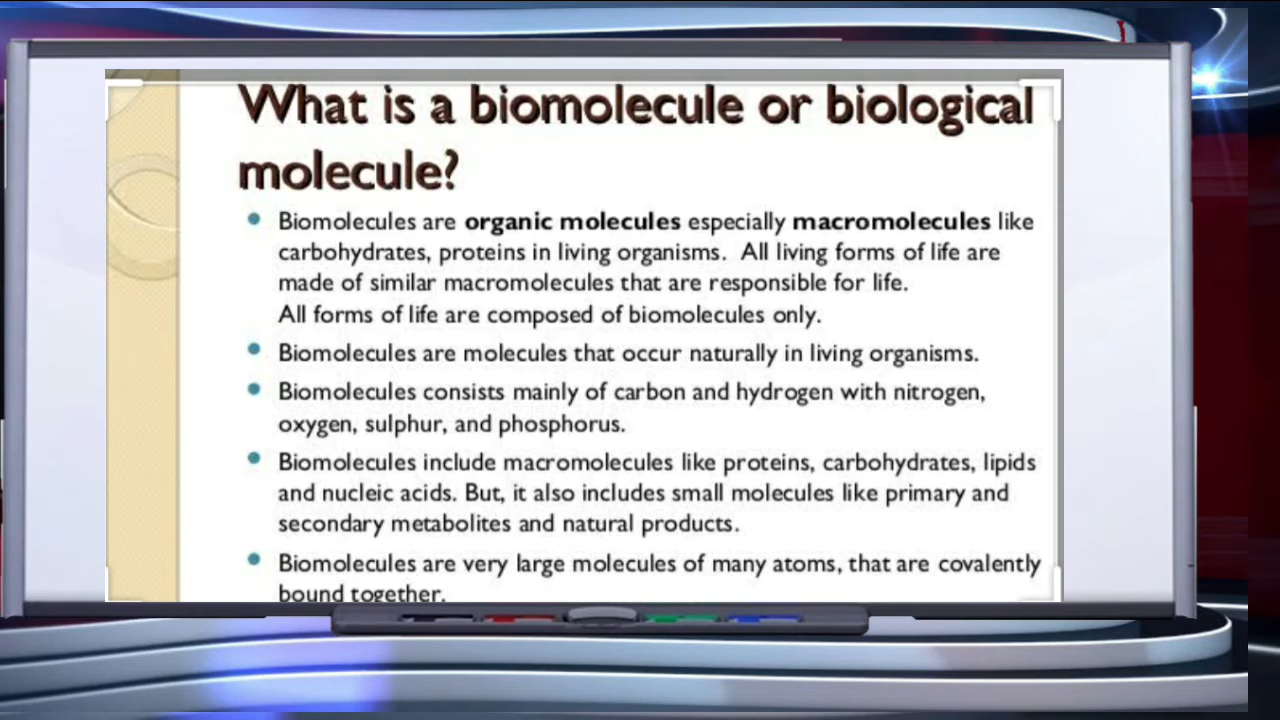 What is a biomolecule or biological
molecule?
Biomolecules are organic molecules especially macromolecules like
carbohydrates, proteins in living organisms.  All living forms of life are
made of similar macromolecules that are responsible for life.
All forms of life are composed of biomolecules only.
Biomolecules are molecules that occur naturally in living organisms.
Biomolecules consists mainly of carbon and hydrogen with nitrogen,
oxygen, sulphur, and phosphorus.
Biomolecules include macromolecules like proteins, carbohydrates, lipids
and nucleic acids. But, it also includes small molecules like primary and
secondary metabolites and natural products.
Biomolecules are very large molecules of many atoms, that are covalently
bound together.